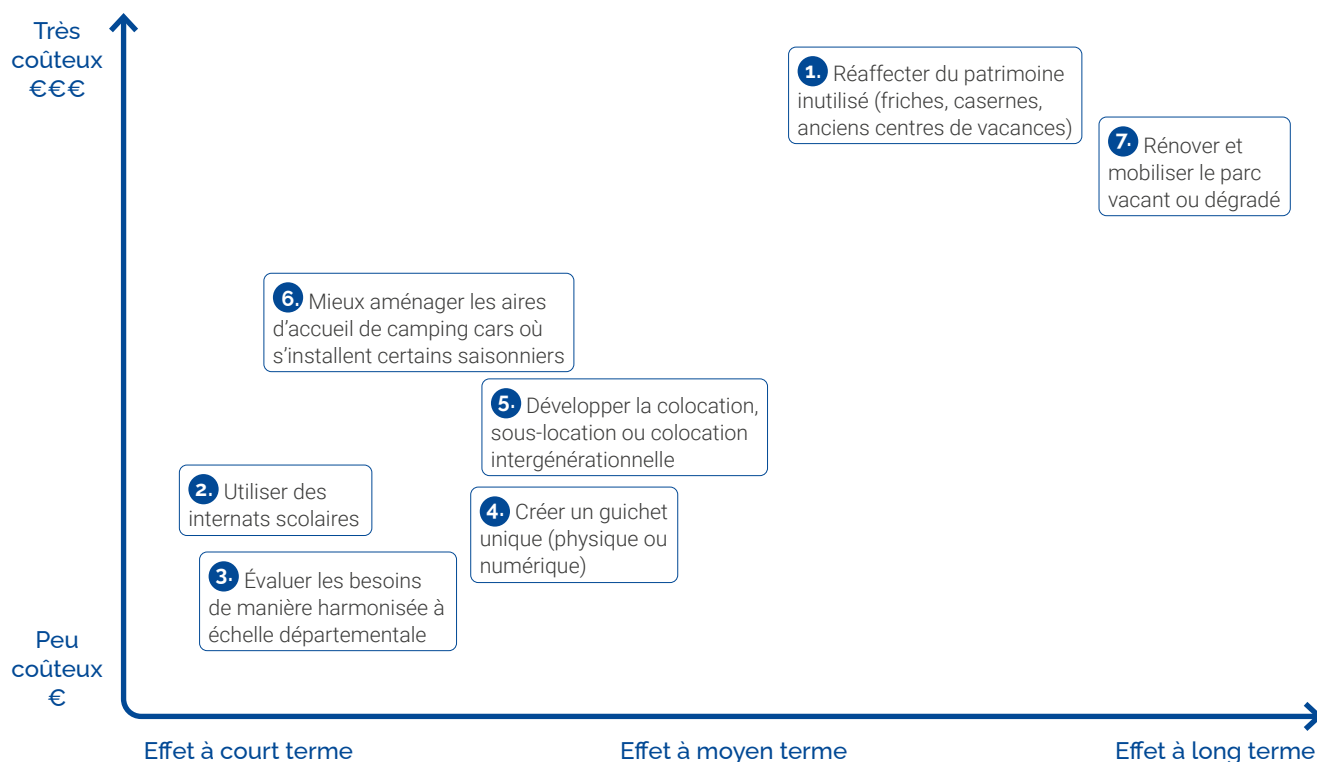 Très
coûteux
€€€
1. Réaffecter du patrimoine
inutilisé (friches, casernes,
anciens centres de vacances)
7. Rénover et
mobiliser le parc
vacant ou dégradé
6. Mieux aménager les aires
d’accueil de camping cars où
s’installent certains saisonniers
5. Développer la colocation,
sous-location ou colocation
intergénérationnelle
2. Utiliser des
internats scolaires
4. Créer un guichet
unique (physique ou
numérique)
3. Évaluer les besoins
de manière harmonisée à
échelle départementale
Peu
coûteux
€
Effet à court terme
Effet à moyen terme
Effet à long terme